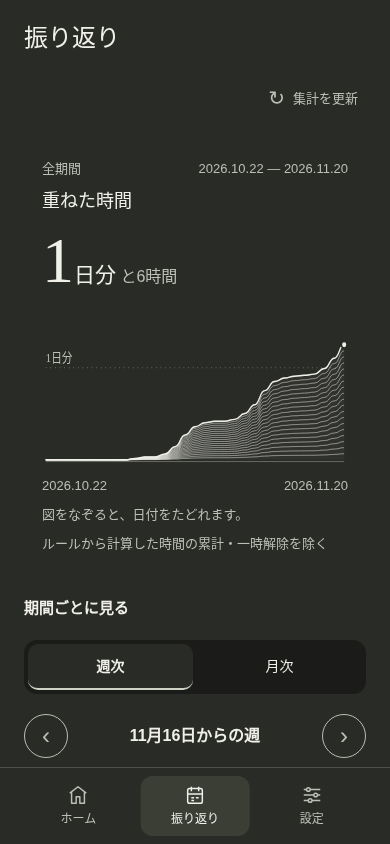 振り返り
↻ 集計を更新
全期間 2026.10.22 — 2026.11.20
重ねた時間
1日分 と6時間
1日分
2026.10.22 2026.11.20
図をなぞると、日付をたどれます。
ルールから計算した時間の累計・一時解除を除く
期間ごとに見る
週次 月次
‹ 11月16日からの週 ›
ホーム 振り返り 設定